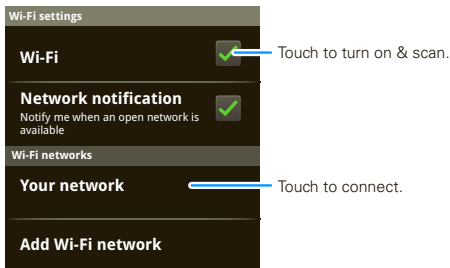 Wi-Fi settings
Wi-Fi
Touch to turn on & scan.
Network notification
Notify me when an open network is
available
Wi-Fi networks
Your network
Touch to connect.
Add Wi-Fi network